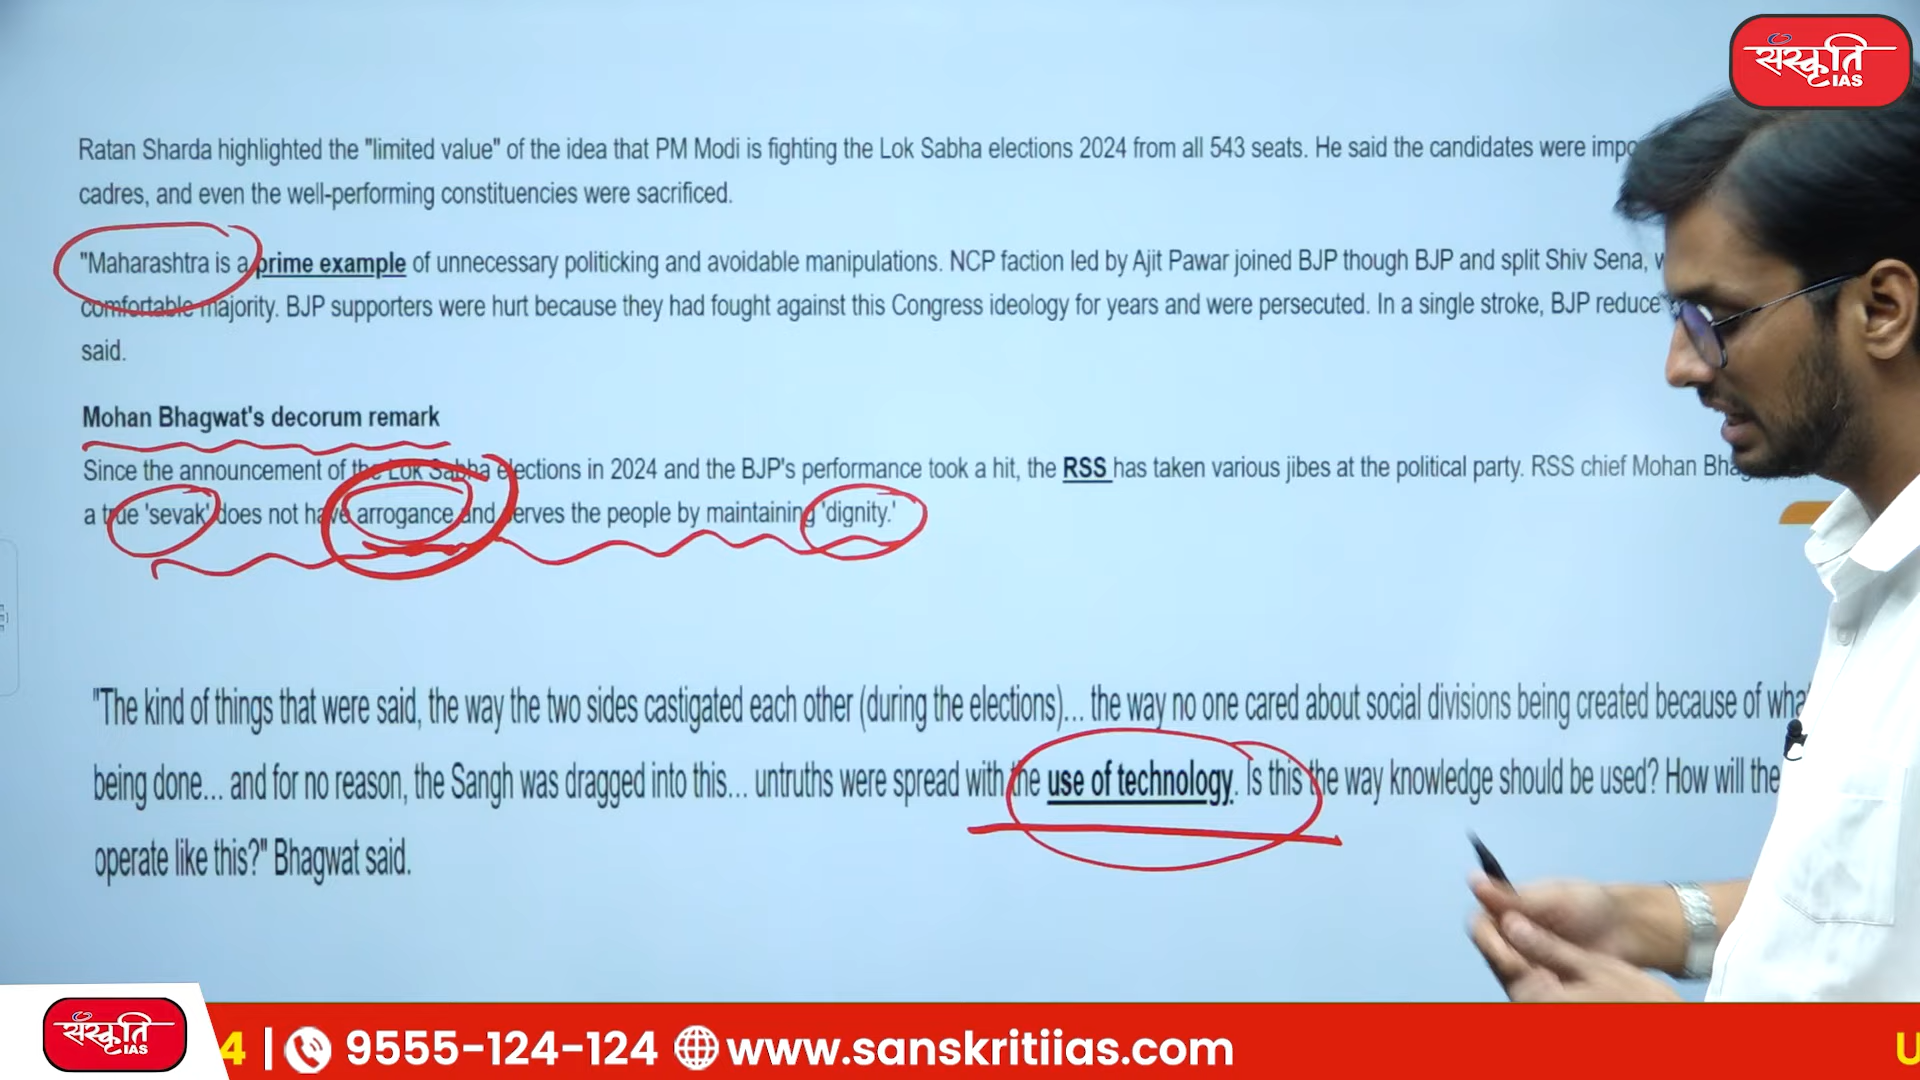 संस्कृति
IAS
Ratan Sharda highlighted the "limited value" of the idea that PM Modi is fighting the Lok Sabha elections 2024 from all 543 seats. He said the candidates were impo
cadres, and even the well-performing constituencies were sacrificed.
"Maharashtra is a prime example of unnecessary politicking and avoidable manipulations. NCP faction led by Ajit Pawar joined BJP though BJP and split Shiv Sena, w
comfortable majority. BJP supporters were hurt because they had fought against this Congress ideology for years and were persecuted. In a single stroke, BJP reduce
said.
Mohan Bhagwat's decorum remark
Since the announcement of the Lok Sabha elections in 2024 and the BJP's performance took a hit, the RSS has taken various jibes at the political party. RSS chief Mohan Bhag
a true 'sevak' does not have arrogance and serves the people by maintaining 'dignity.'
"The kind of things that were said, the way the two sides castigated each other (during the elections)... the way no one cared about social divisions being created because of wha
being done... and for no reason, the Sangh was dragged into this... untruths were spread with the use of technology. Is this the way knowledge should be used? How will the
operate like this?" Bhagwat said.
संस्कृति
IAS
4 | 9555-124-124 www.sanskritiias.com U